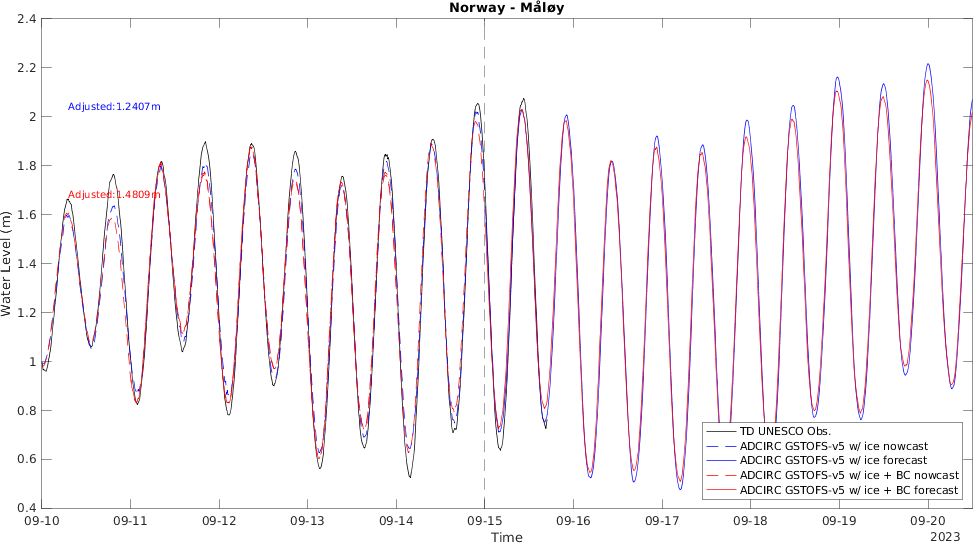 Norway - Måløy
2.4
2.2
2
1.8
1.6
1.4
1.2
1
0.8
0.6
0.4
Water Level (m)
Adjusted:1.2407m
Adjusted:1.4809m
TD UNESCO Obs.
ADCIRC GSTOFS-v5 w/ ice nowcast
ADCIRC GSTOFS-v5 w/ ice forecast
ADCIRC GSTOFS-v5 w/ ice + BC nowcast
ADCIRC GSTOFS-v5 w/ ice + BC forecast
09-10 09-11 09-12 09-13 09-14 09-15 09-16 09-17 09-18 09-19 09-20
Time
2023